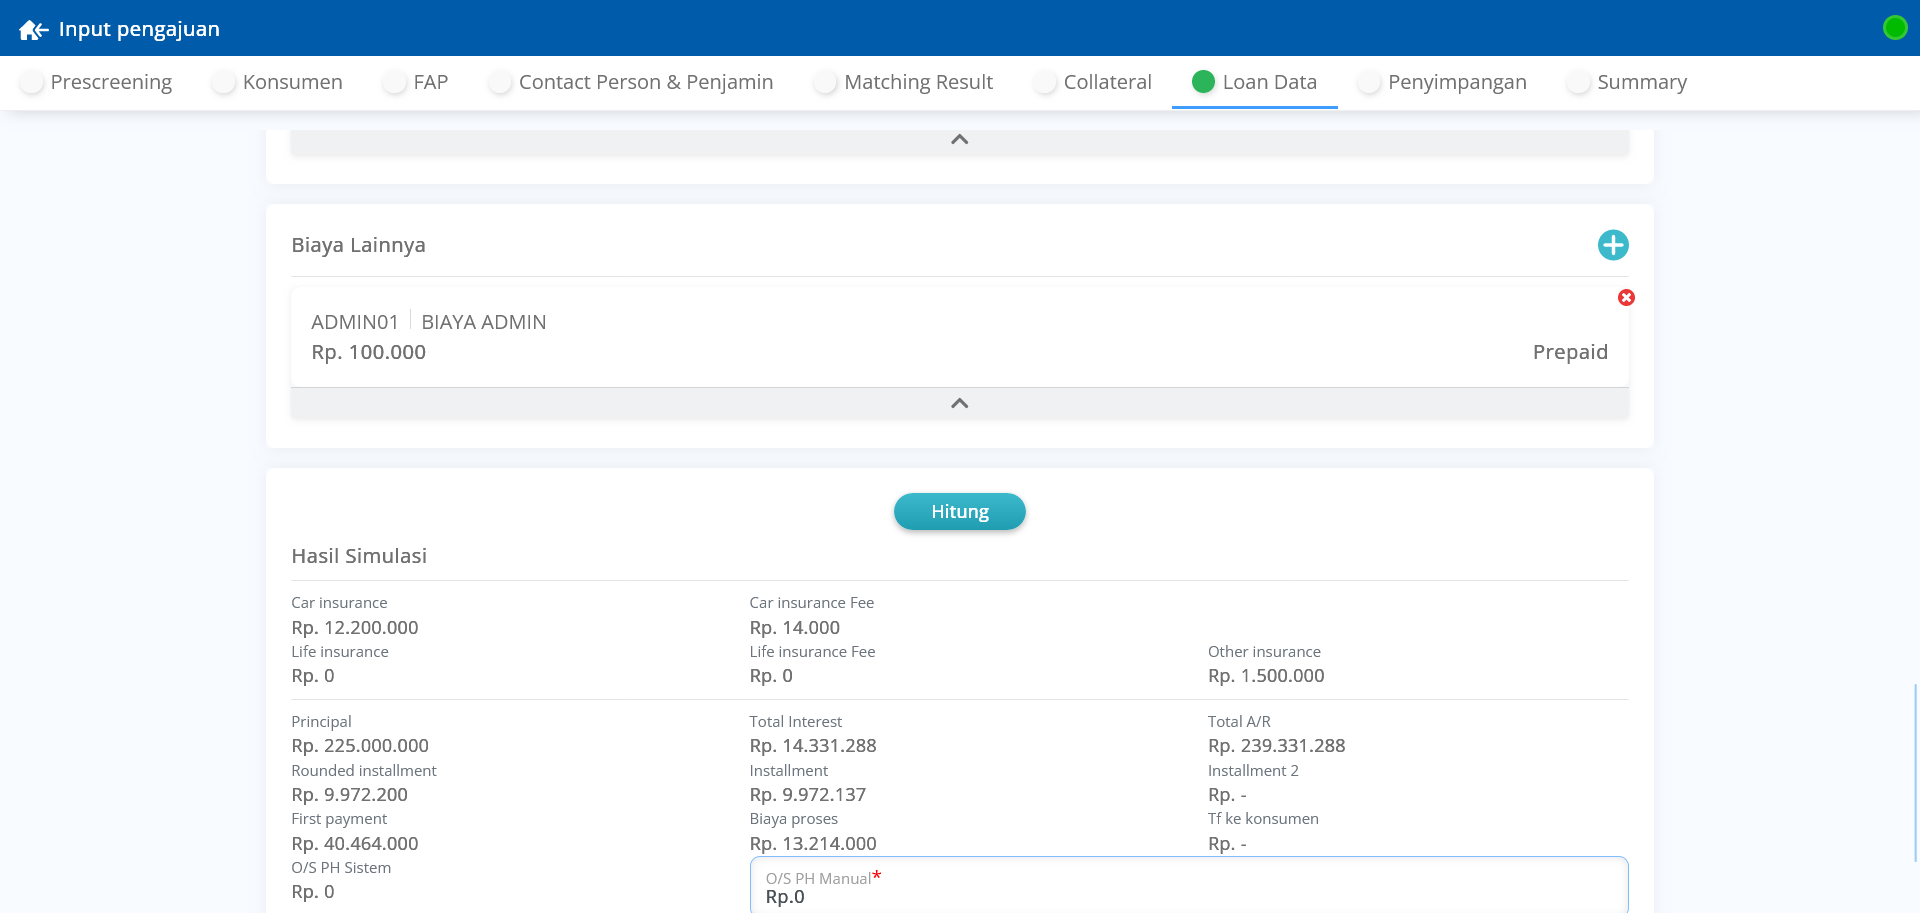 Input pengajuan
Prescreening Konsumen FAP Contact Person & Penjamin Matching Result Collateral Loan Data Penyimpangan Summary
Biaya Lainnya
ADMIN01 BIAYA ADMIN
Rp. 100.000 Prepaid
Hitung
Hasil Simulasi
Car insurance Car insurance Fee
Rp. 12.200.000 Rp. 14.000
Life insurance Life insurance Fee Other insurance
Rp. 0 Rp. 0 Rp. 1.500.000
Principal Total Interest Total A/R
Rp. 225.000.000 Rp. 14.331.288 Rp. 239.331.288
Rounded installment Installment Installment 2
Rp. 9.972.200 Rp. 9.972.137 Rp. -
First payment Biaya proses Tf ke konsumen
Rp. 40.464.000 Rp. 13.214.000 Rp. -
O/S PH Sistem O/S PH Manual*
Rp. 0 Rp.0